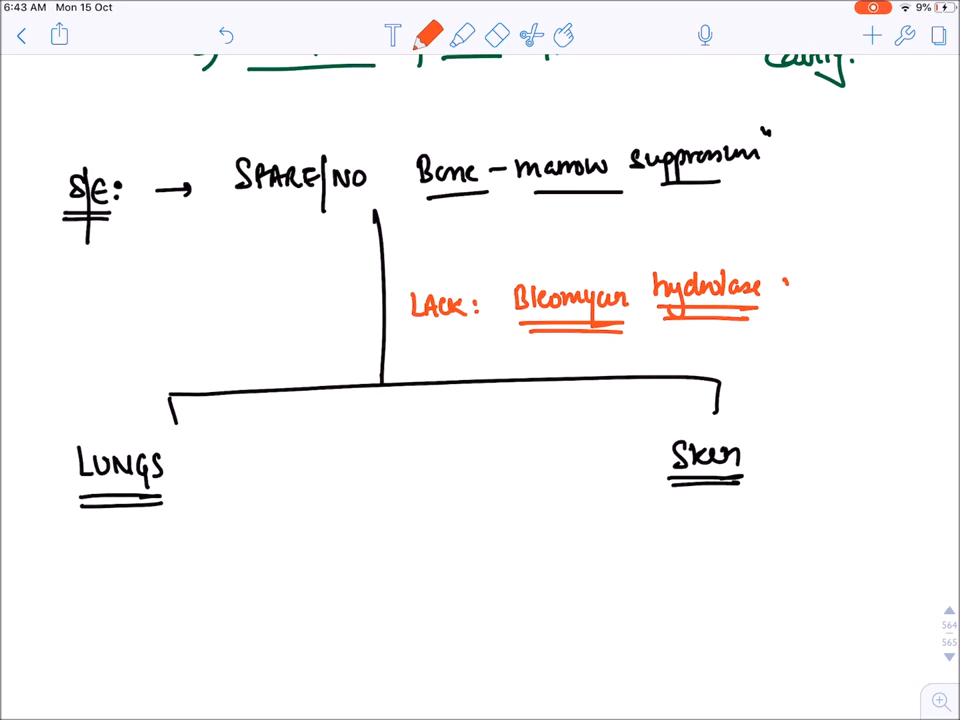 6:43 AM Mon 15 Oct
9%
T
cavity.
S/E: → SPARE/NO Bone-marrow suppression"
LACK: Bleomycin hydrolase
LUNGS
Skin
564
565